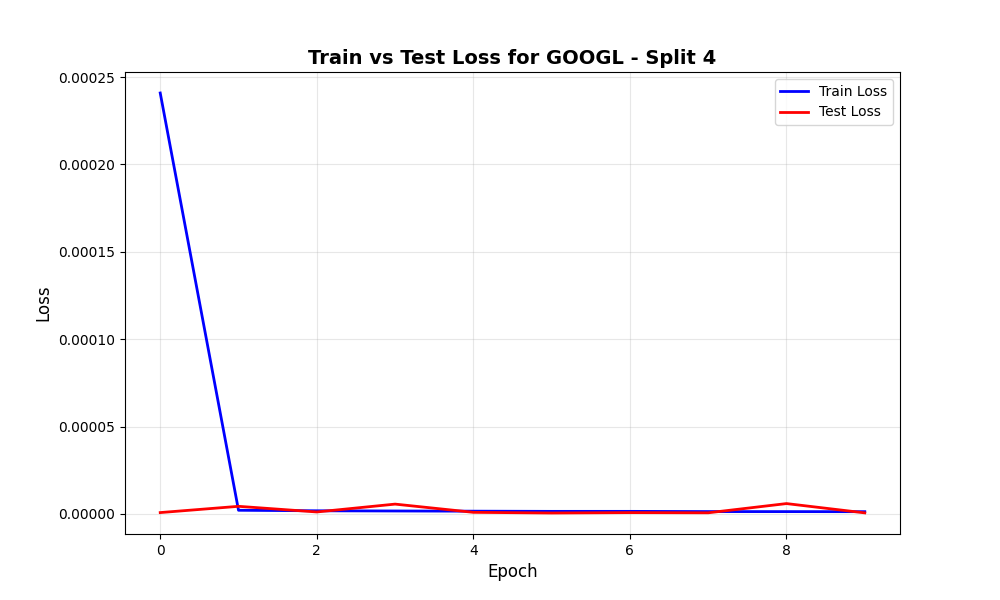 Train vs Test Loss for GOOGL - Split 4
Train Loss
Test Loss
0.00025
0.00020
0.00015
0.00010
0.00005
0.00000
Loss
0 2 4 6 8
Epoch